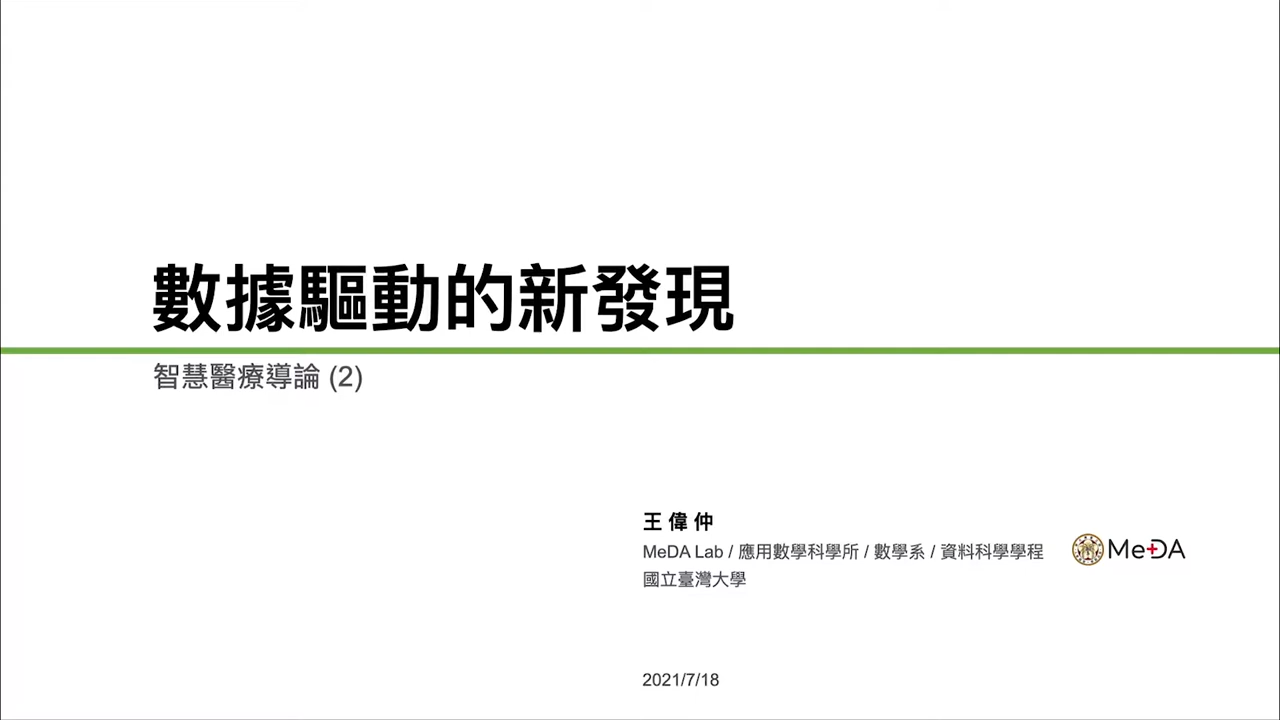 數據驅動的新發現
智慧醫療導論 (2)
王偉仲
MeDA Lab / 應用數學科學所 / 數學系 / 資料科學學程
MeDA
國立臺灣大學
2021/7/18